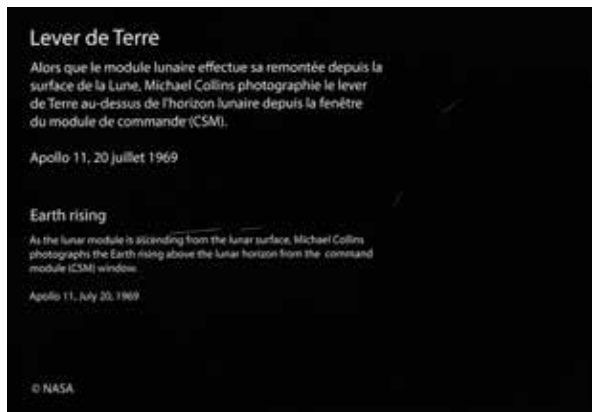 Lever de Terre
Alors que le module lunaire effectue sa remontée depuis la
surface de la Lune, Michael Collins photographie le lever
de Terre au-dessus de l'horizon lunaire depuis la fenêtre
du module de commande (CSM).
Apollo 11, 20 juillet 1969
Earth rising
As the lunar module is ascending from the lunar surface, Michael Collins
photographs the Earth rising above the lunar horizon from the command
module (CSM) window.
Apollo 11, July 20, 1969
© NASA